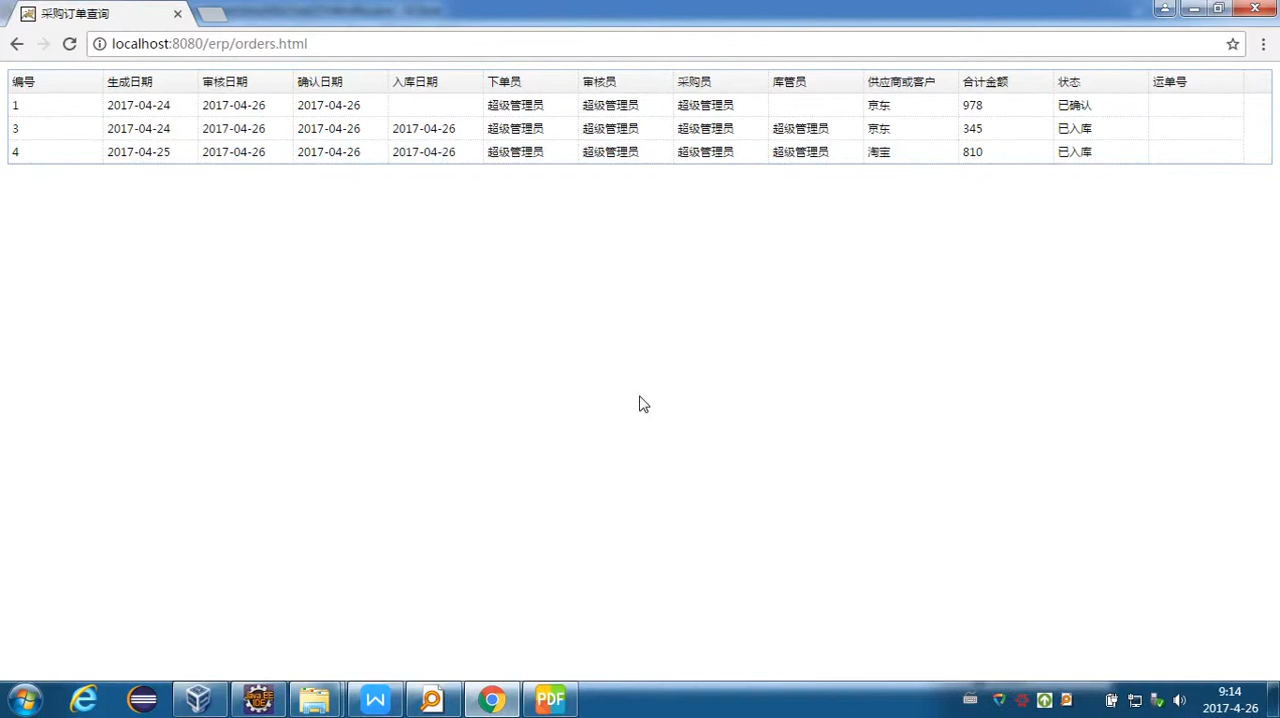 采购订单查询
localhost:8080/erp/orders.html
编号 生成日期 审核日期 确认日期 入库日期 下单员 审核员 采购员 库管员 供应商或客户 合计金额 状态 运单号
1 2017-04-24 2017-04-26 2017-04-26 超级管理员 超级管理员 超级管理员 京东 978 已确认
3 2017-04-24 2017-04-26 2017-04-26 2017-04-26 超级管理员 超级管理员 超级管理员 超级管理员 京东 345 已入库
4 2017-04-25 2017-04-26 2017-04-26 2017-04-26 超级管理员 超级管理员 超级管理员 超级管理员 淘宝 810 已入库
Java EE
IDE
W
PDF
9:14
2017-4-26